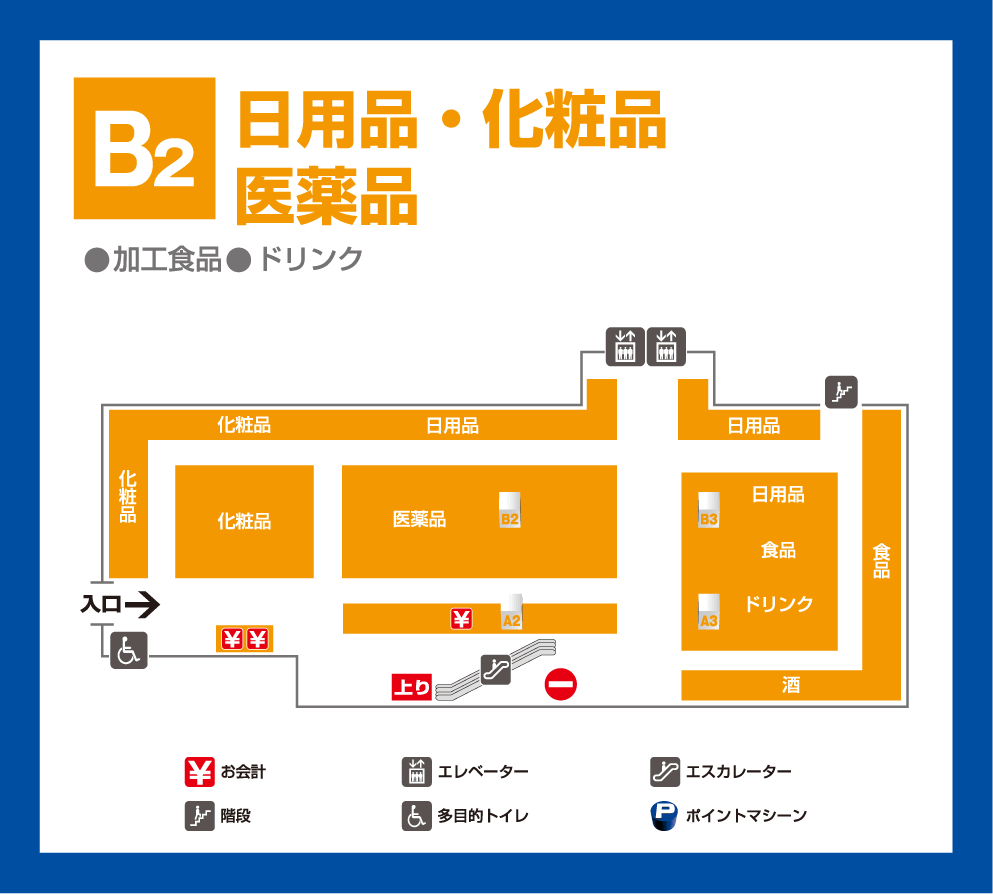 B2
日用品・化粧品
医薬品
●加工食品●ドリンク
化粧品
日用品
日用品
化粧品
化粧品
医薬品
B2
B3
日用品
食品
食品
入口
¥¥
¥
A2
A3
ドリンク
上り
酒
¥ お会計
エレベーター
エスカレーター
階段
多目的トイレ
P ポイントマシーン